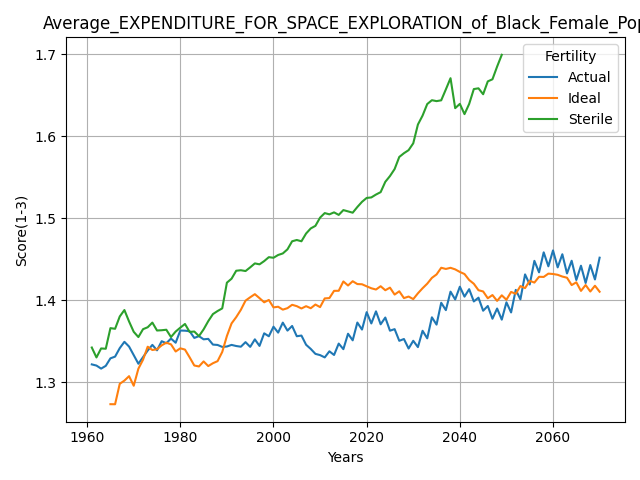 Average_EXPENDITURE_FOR_SPACE_EXPLORATION_of_Black_Female_Pop
1.7
1.6
1.5
1.4
1.3
Score(1-3)
Fertility
Actual
Ideal
Sterile
1960 1980 2000 2020 2040 2060
Years